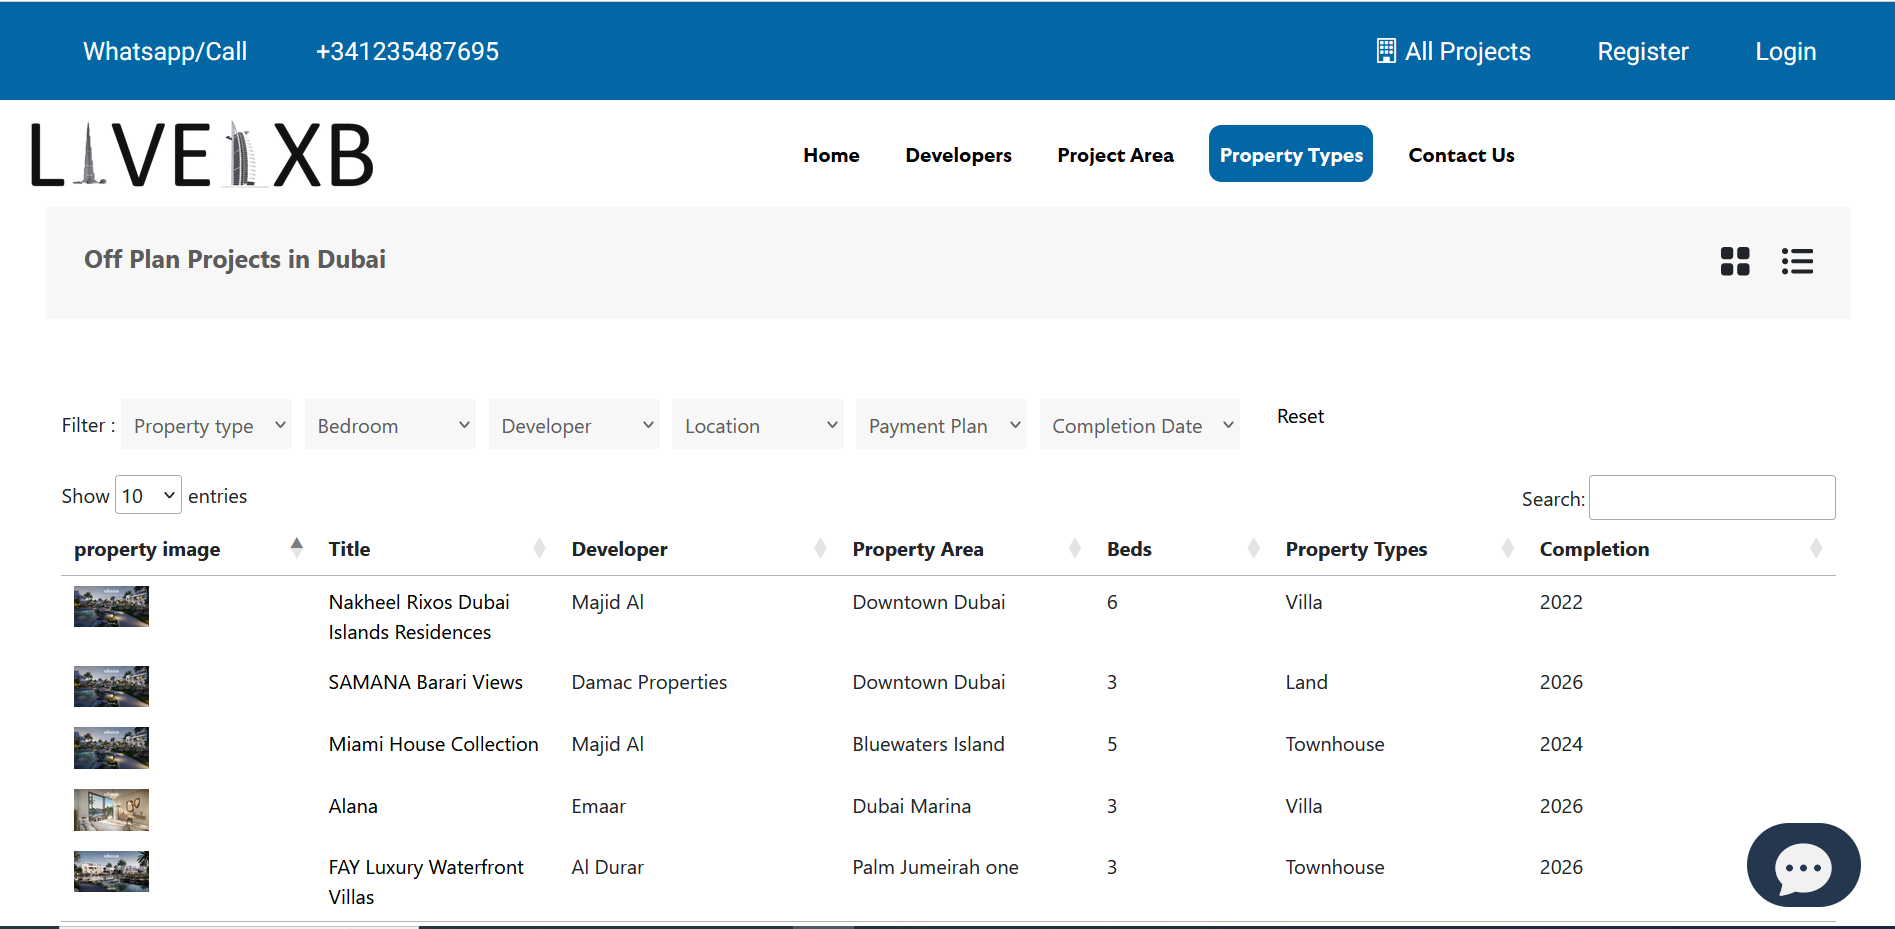 Whatsapp/Call +341235487695 All Projects Register Login
LIVE XB
Home Developers Project Area Property Types Contact Us
Off Plan Projects in Dubai
Filter : Property type Bedroom Developer Location Payment Plan Completion Date Reset
Show 10 entries Search:
property image Title Developer Property Area Beds Property Types Completion
Nakheel Rixos Dubai Islands Residences Majid Al Downtown Dubai 6 Villa 2022
SAMANA Barari Views Damac Properties Downtown Dubai 3 Land 2026
Miami House Collection Majid Al Bluewaters Island 5 Townhouse 2024
Alana Emaar Dubai Marina 3 Villa 2026
FAY Luxury Waterfront Villas Al Durar Palm Jumeirah one 3 Townhouse 2026